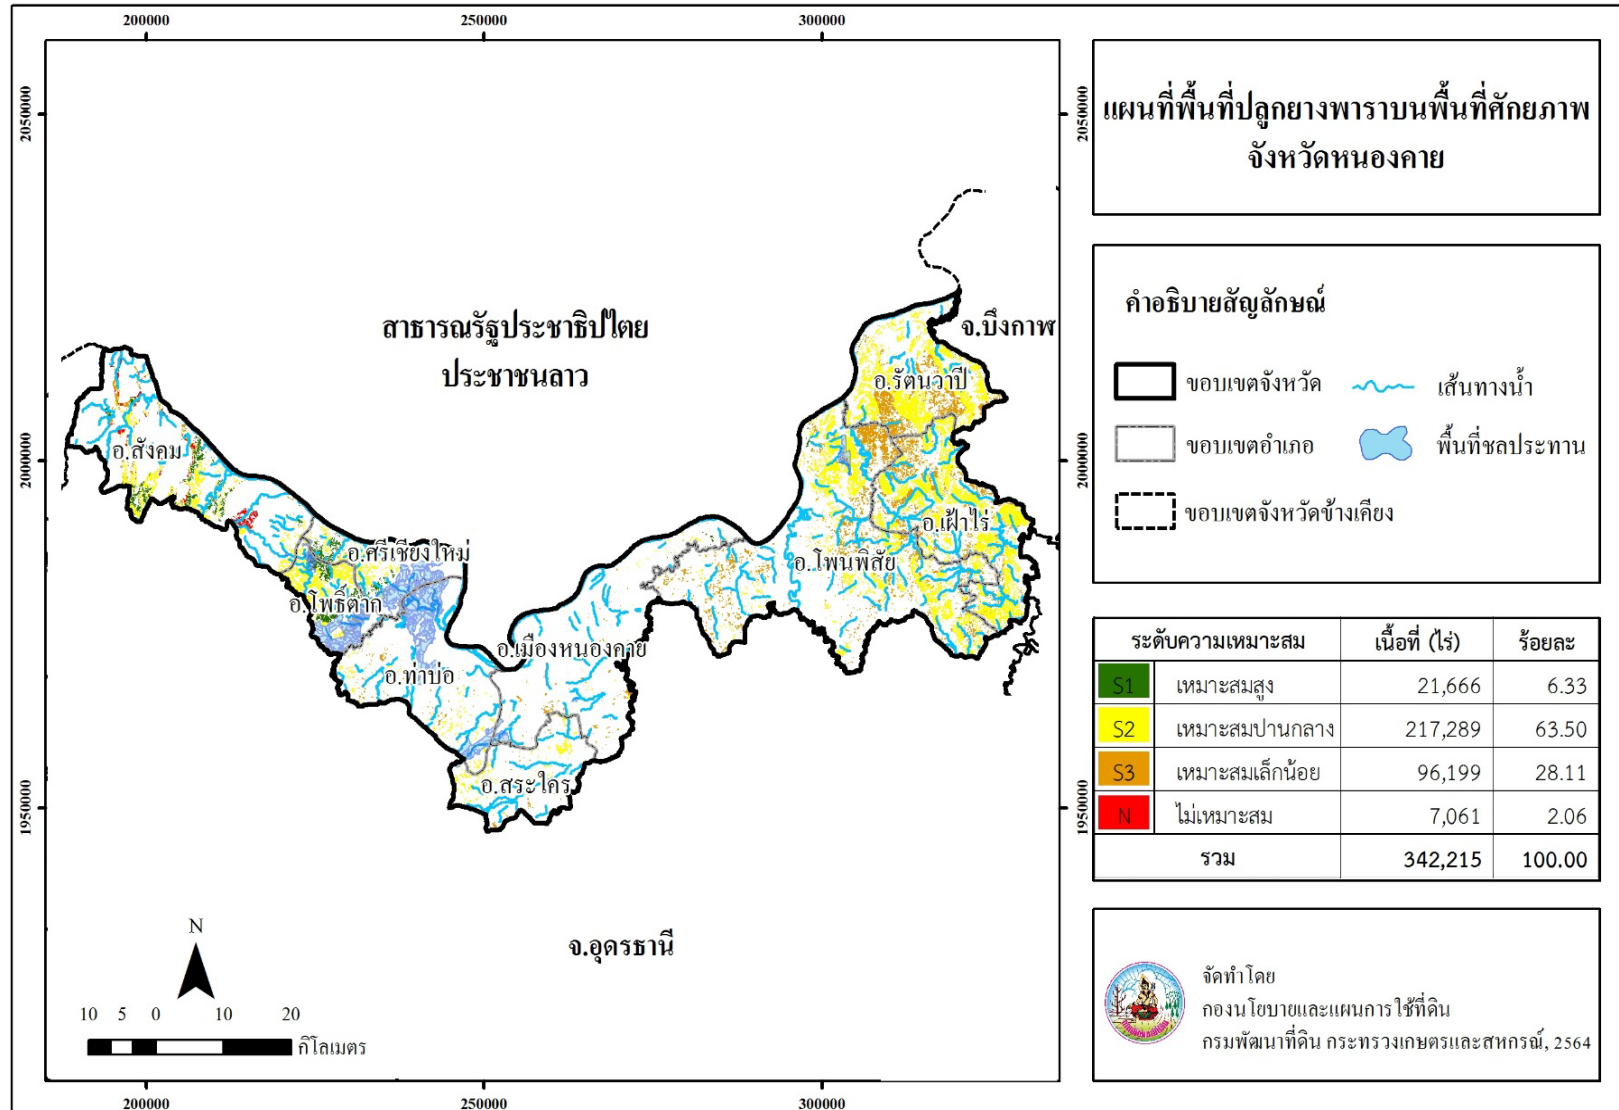 200000
250000
300000
2050000
2050000
แผนที่พื้นที่ปลูกยางพาราบนพื้นที่ศักยภาพ
จังหวัดหนองคาย
คำอธิบายสัญลักษณ์
ขอบเขตจังหวัด
เส้นทางน้ำ
ขอบเขตอำเภอ
พื้นที่ชลประทาน
ขอบเขตจังหวัดข้างเคียง
สาธารณรัฐประชาธิปไตย
ประชาชนลาว
จ.บึงกาฬ
อ.รัตนวาปี
อ.สังคม
2000000
2000000
อ.เฝ้าไร่
อ.ศรีเชียงใหม่
อ.โพนพิสัย
อ.โพธิ์ตาก
อ.เมืองหนองคาย
อ.ท่าบ่อ
อ.สระใคร
1950000
1950000
จ.อุดรธานี
ระดับความเหมาะสม เนื้อที่ (ไร่) ร้อยละ
S1 เหมาะสมสูง 21,666 6.33
S2 เหมาะสมปานกลาง 217,289 63.50
S3 เหมาะสมเล็กน้อย 96,199 28.11
N ไม่เหมาะสม 7,061 2.06
รวม 342,215 100.00
N
10 5 0 10 20
กิโลเมตร
จัดทำโดย
กองนโยบายและแผนการใช้ที่ดิน
กรมพัฒนาที่ดิน กระทรวงเกษตรและสหกรณ์, 2564
200000
250000
300000